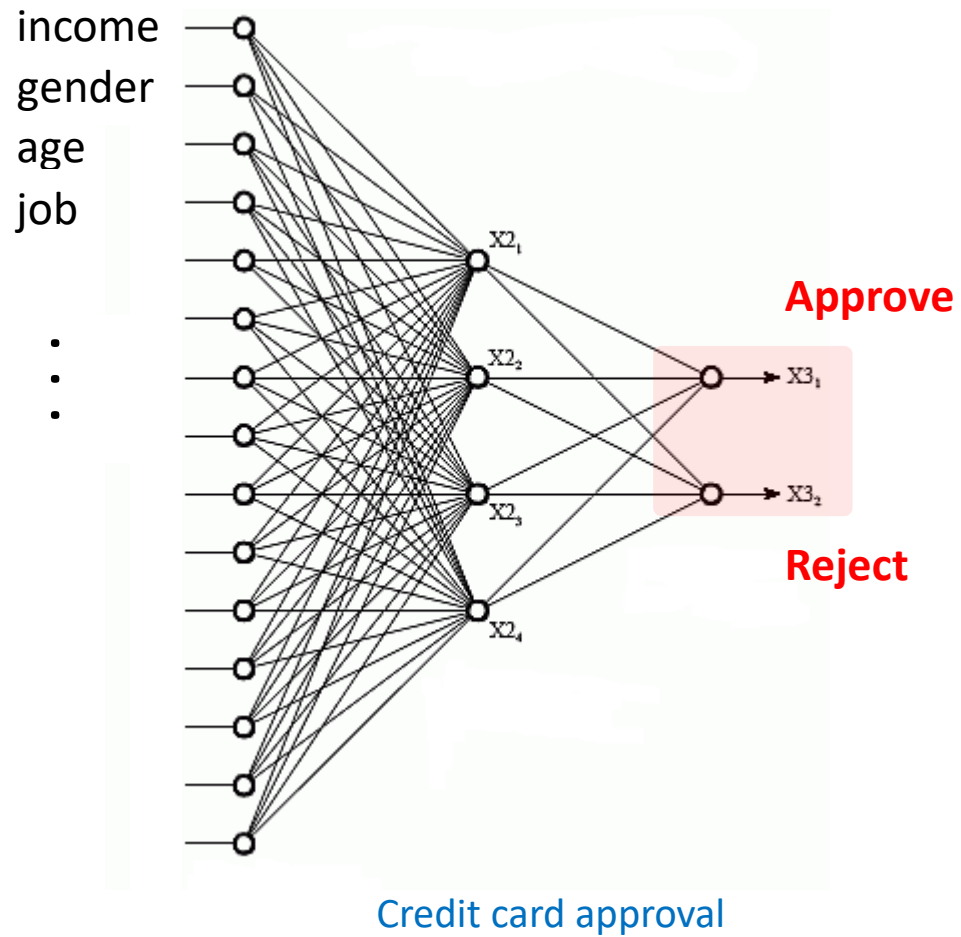 income
gender
age
job
.
.
.
X2₁
X2₂
X2₃
X2₄
Approve
X3₁
X3₂
Reject
Credit card approval